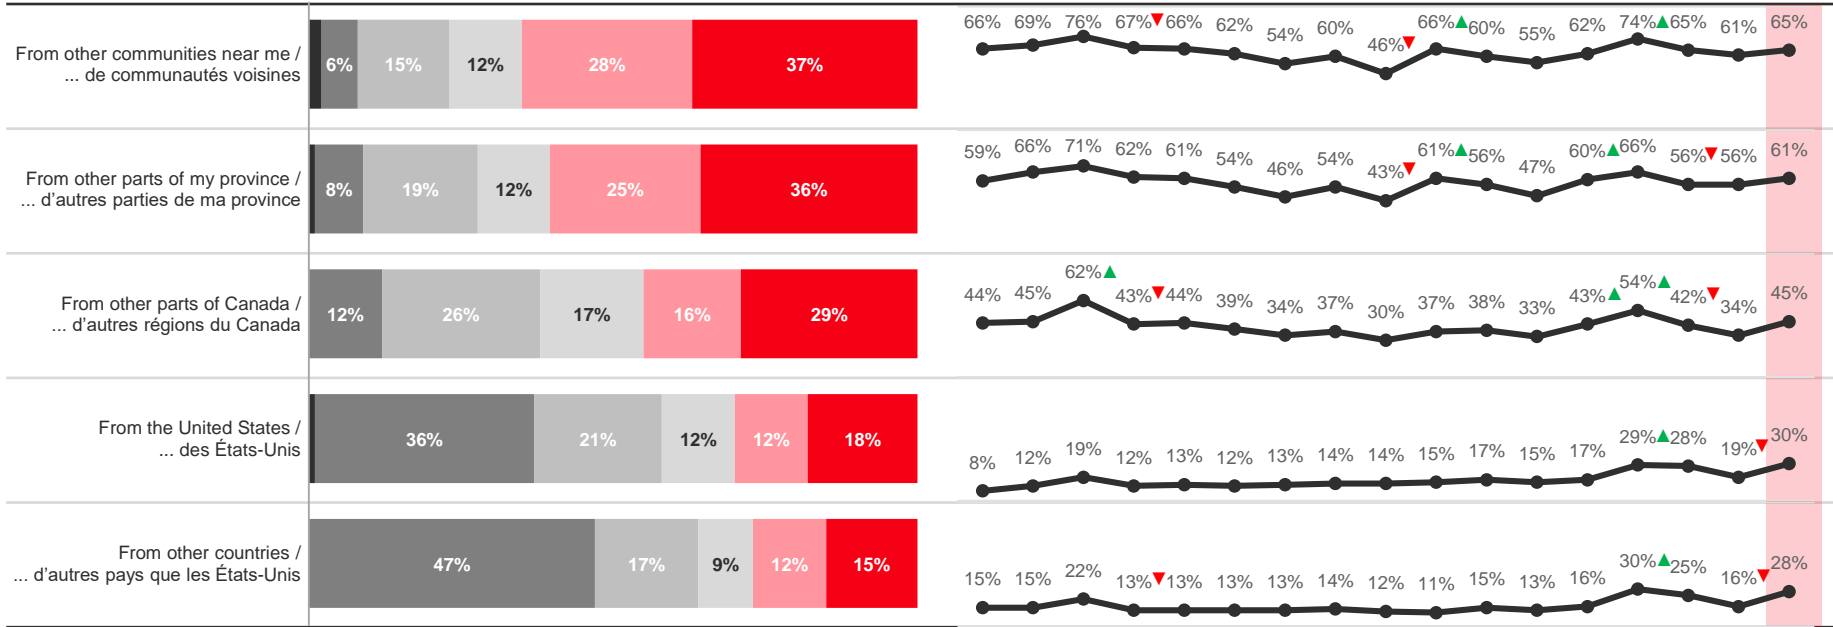 From other communities near me /
... de communautés voisines
6% 15% 12% 28% 37%
66% 69% 76% 67% 66% 62% 54% 60% 46% 66% 60% 55% 62% 74% 65% 61% 65%
From other parts of my province /
... d'autres parties de ma province
8% 19% 12% 25% 36%
59% 66% 71% 62% 61% 54% 46% 54% 43% 61% 56% 47% 60% 66% 56% 56% 61%
From other parts of Canada /
... d'autres régions du Canada
12% 26% 17% 16% 29%
44% 45% 62% 43% 44% 39% 34% 37% 30% 37% 38% 33% 43% 54% 42% 34% 45%
From the United States /
... des États-Unis
36% 21% 12% 12% 18%
8% 12% 19% 12% 13% 12% 13% 14% 14% 15% 17% 15% 17% 29% 28% 19% 30%
From other countries /
... d'autres pays que les États-Unis
47% 17% 9% 12% 15%
15% 15% 22% 13% 13% 13% 13% 14% 12% 11% 15% 13% 16% 30% 25% 16% 28%